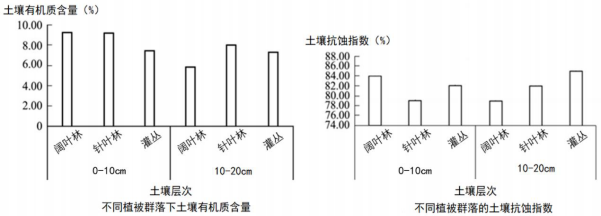 土壤有机质含量(%)
10.00
8.00
6.00
4.00
2.00
0
阔叶林 针叶林 灌丛 阔叶林 针叶林 灌丛
0-10cm 10-20cm
土壤层次
不同植被群落下土壤有机质含量
土壤抗蚀指数(%)
88.00
86.00
84.00
82.00
80.00
78.00
76.00
74.00
阔叶林 针叶林 灌丛 阔叶林 针叶林 灌丛
0-10cm 10-20cm
土壤层次
不同植被群落的土壤抗蚀指数